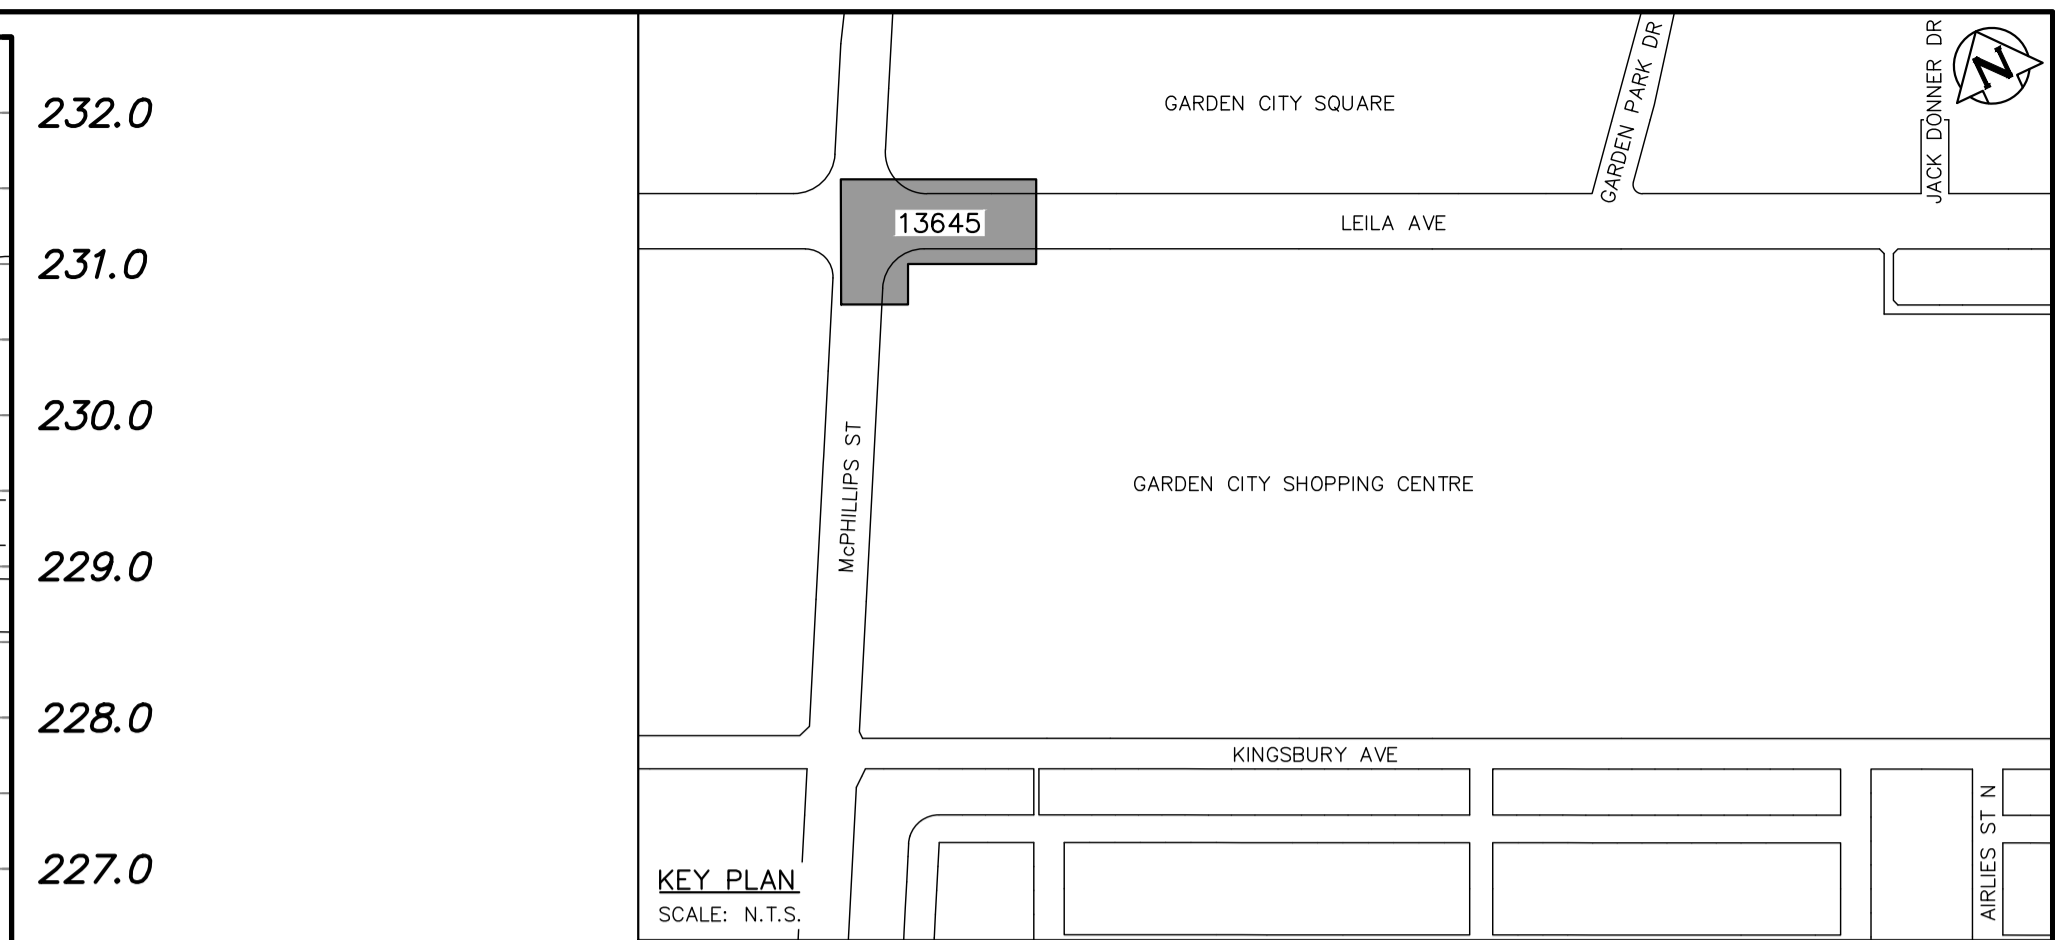 232.0
231.0
230.0
229.0
228.0
227.0
GARDEN CITY SQUARE
GARDEN PARK DR
JACK DONNER DR
N
13645
LEILA AVE
McPHILLIPS ST
GARDEN CITY SHOPPING CENTRE
KINGSBURY AVE
AIRLIES ST N
KEY PLAN
SCALE: N.T.S.